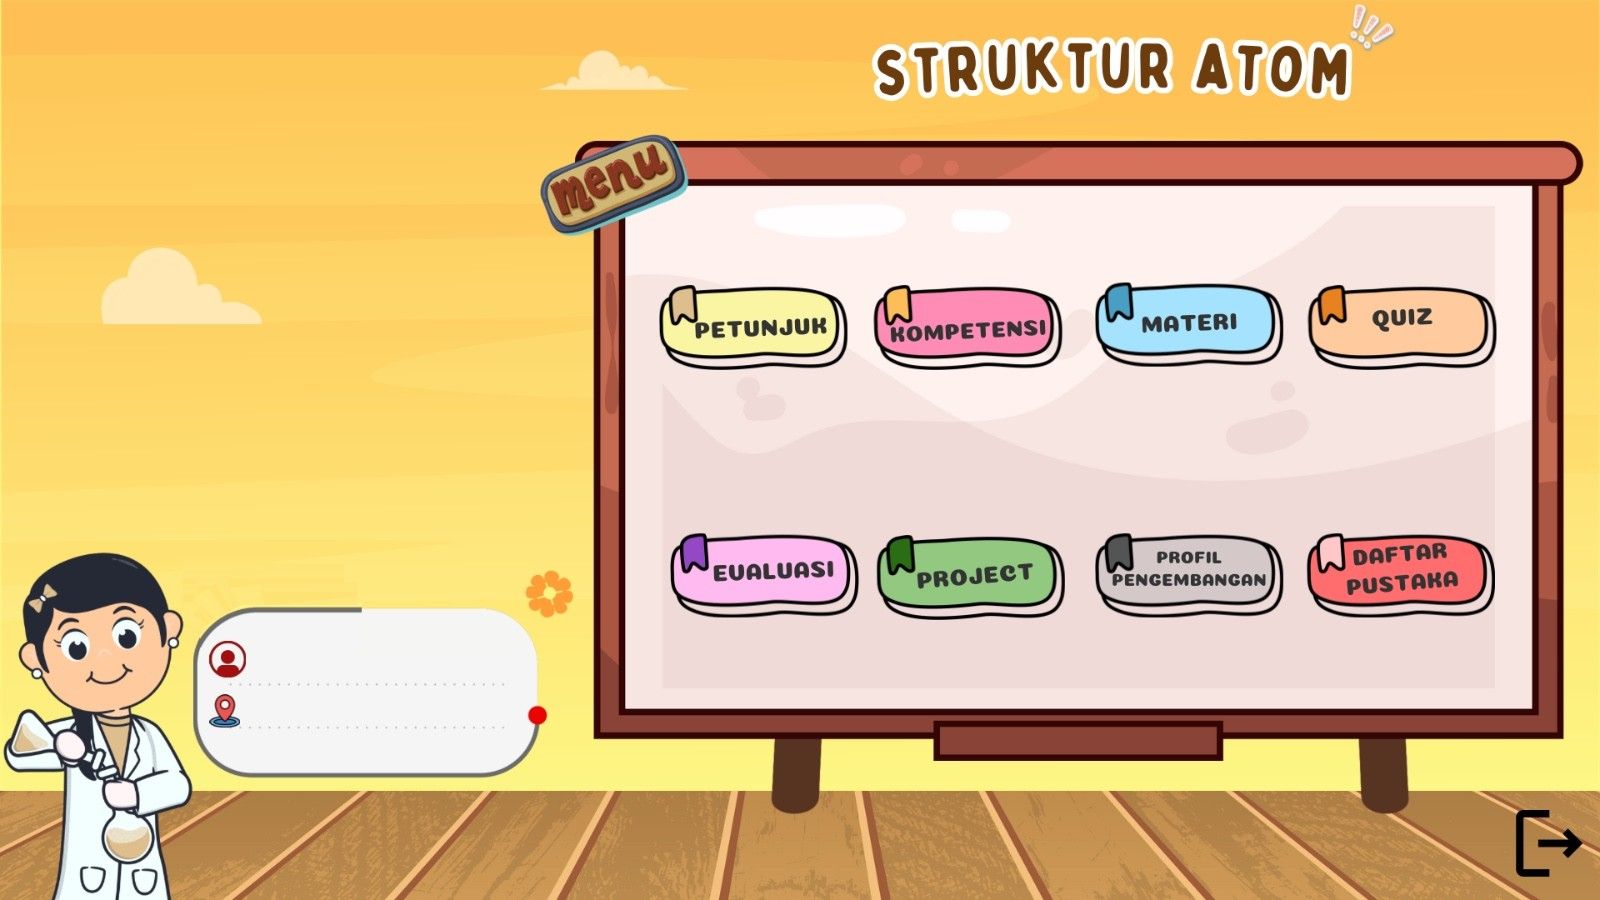 STRUKTUR ATOM
menu
PETUNJUK
KOMPETENSI
MATERI
QUIZ
EVALUASI
PROJECT
PROFIL
PENGEMBANGAN
DAFTAR
PUSTAKA